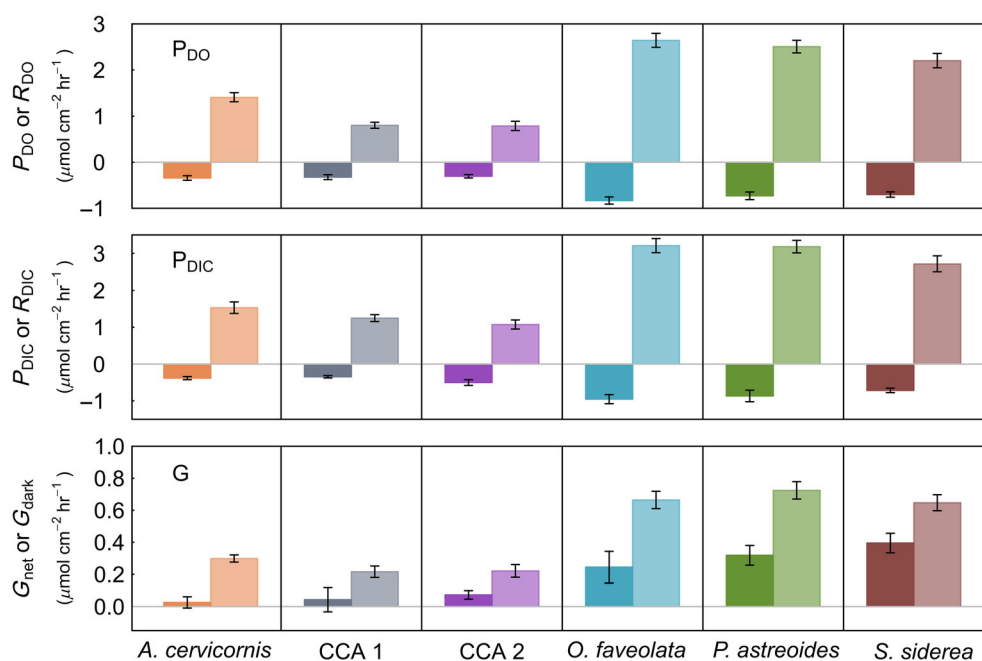 P_DO or R_DO
(μmol cm⁻² hr⁻¹)
3
2
1
0
−1
P_DO
P_DIC or R_DIC
(μmol cm⁻² hr⁻¹)
3
2
1
0
−1
P_DIC
G_net or G_dark
(μmol cm⁻² hr⁻¹)
1.0
0.8
0.6
0.4
0.2
0.0
G
A. cervicornis CCA 1 CCA 2 O. faveolata P. astreoides S. siderea